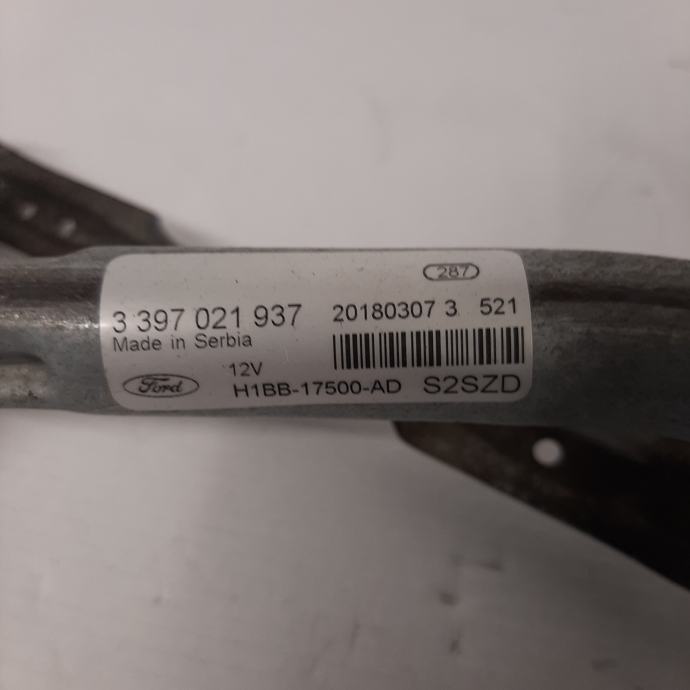 287
3 397 021 937
20180307 3 521
Made in Serbia
12V
Ford
H1BB-17500-AD S2SZD